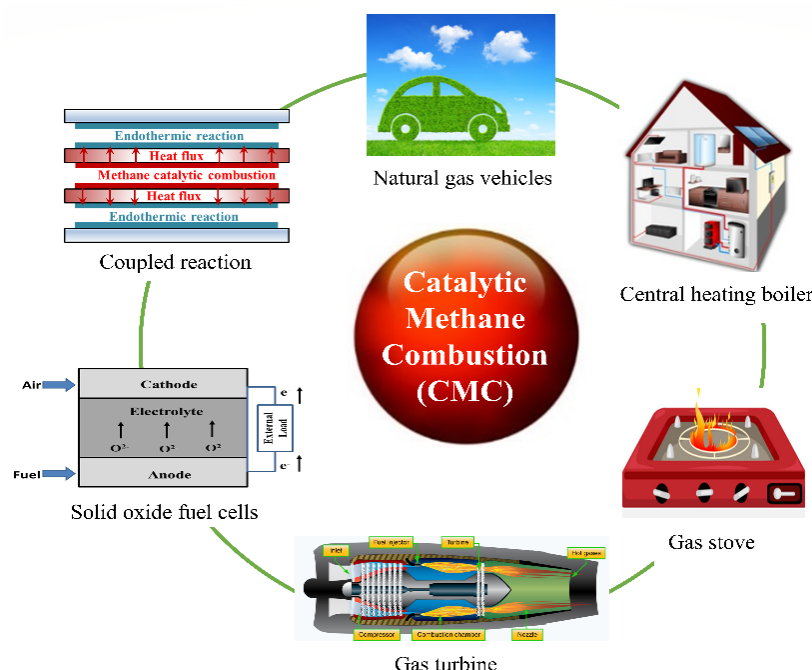 Endothermic reaction
Heat flux
Methane catalytic combustion
Heat flux
Endothermic reaction
Coupled reaction
Natural gas vehicles
Central heating boiler
Catalytic
Methane
Combustion
(CMC)
Air
Cathode
e
Electrolyte
O²⁻ O² O²
External
Load
Fuel
Anode
e⁻
Solid oxide fuel cells
Gas stove
Inlet
Fuel injector
Turbine
Hot gases
Compressor
Combustion chamber
Nozzle
Gas turbine